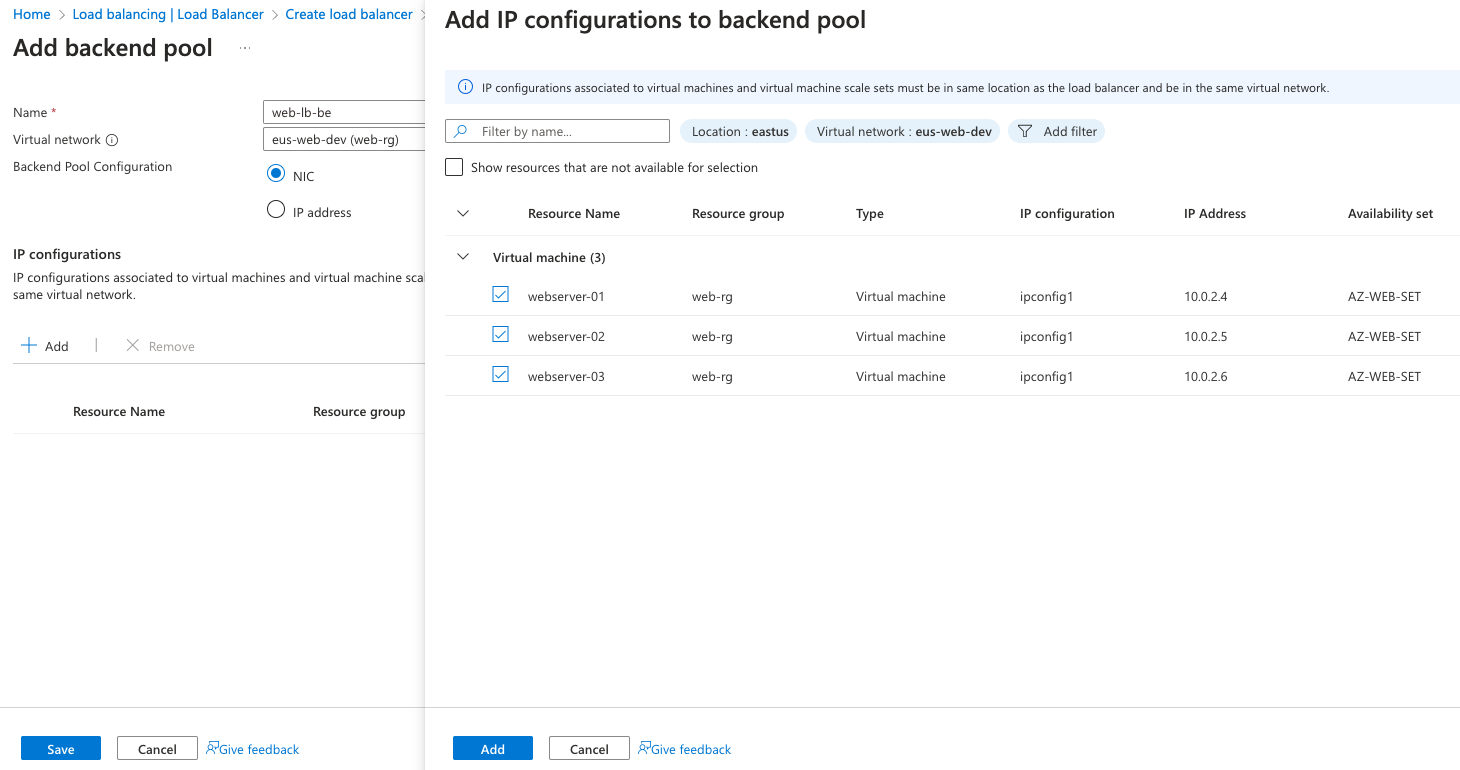 Home > Load balancing | Load Balancer > Create load balancer >
Add backend pool ...
Name *
web-lb-be
Virtual network
eus-web-dev (web-rg)
Backend Pool Configuration
NIC
IP address
IP configurations
IP configurations associated to virtual machines and virtual machine scal
same virtual network.
Add | Remove
Resource Name Resource group
Save Cancel Give feedback
Add IP configurations to backend pool
IP configurations associated to virtual machines and virtual machine scale sets must be in same location as the load balancer and be in the same virtual network.
Filter by name... Location : eastus Virtual network : eus-web-dev Add filter
Show resources that are not available for selection
Resource Name Resource group Type IP configuration IP Address Availability set
Virtual machine (3)
webserver-01 web-rg Virtual machine ipconfig1 10.0.2.4 AZ-WEB-SET
webserver-02 web-rg Virtual machine ipconfig1 10.0.2.5 AZ-WEB-SET
webserver-03 web-rg Virtual machine ipconfig1 10.0.2.6 AZ-WEB-SET
Add Cancel Give feedback